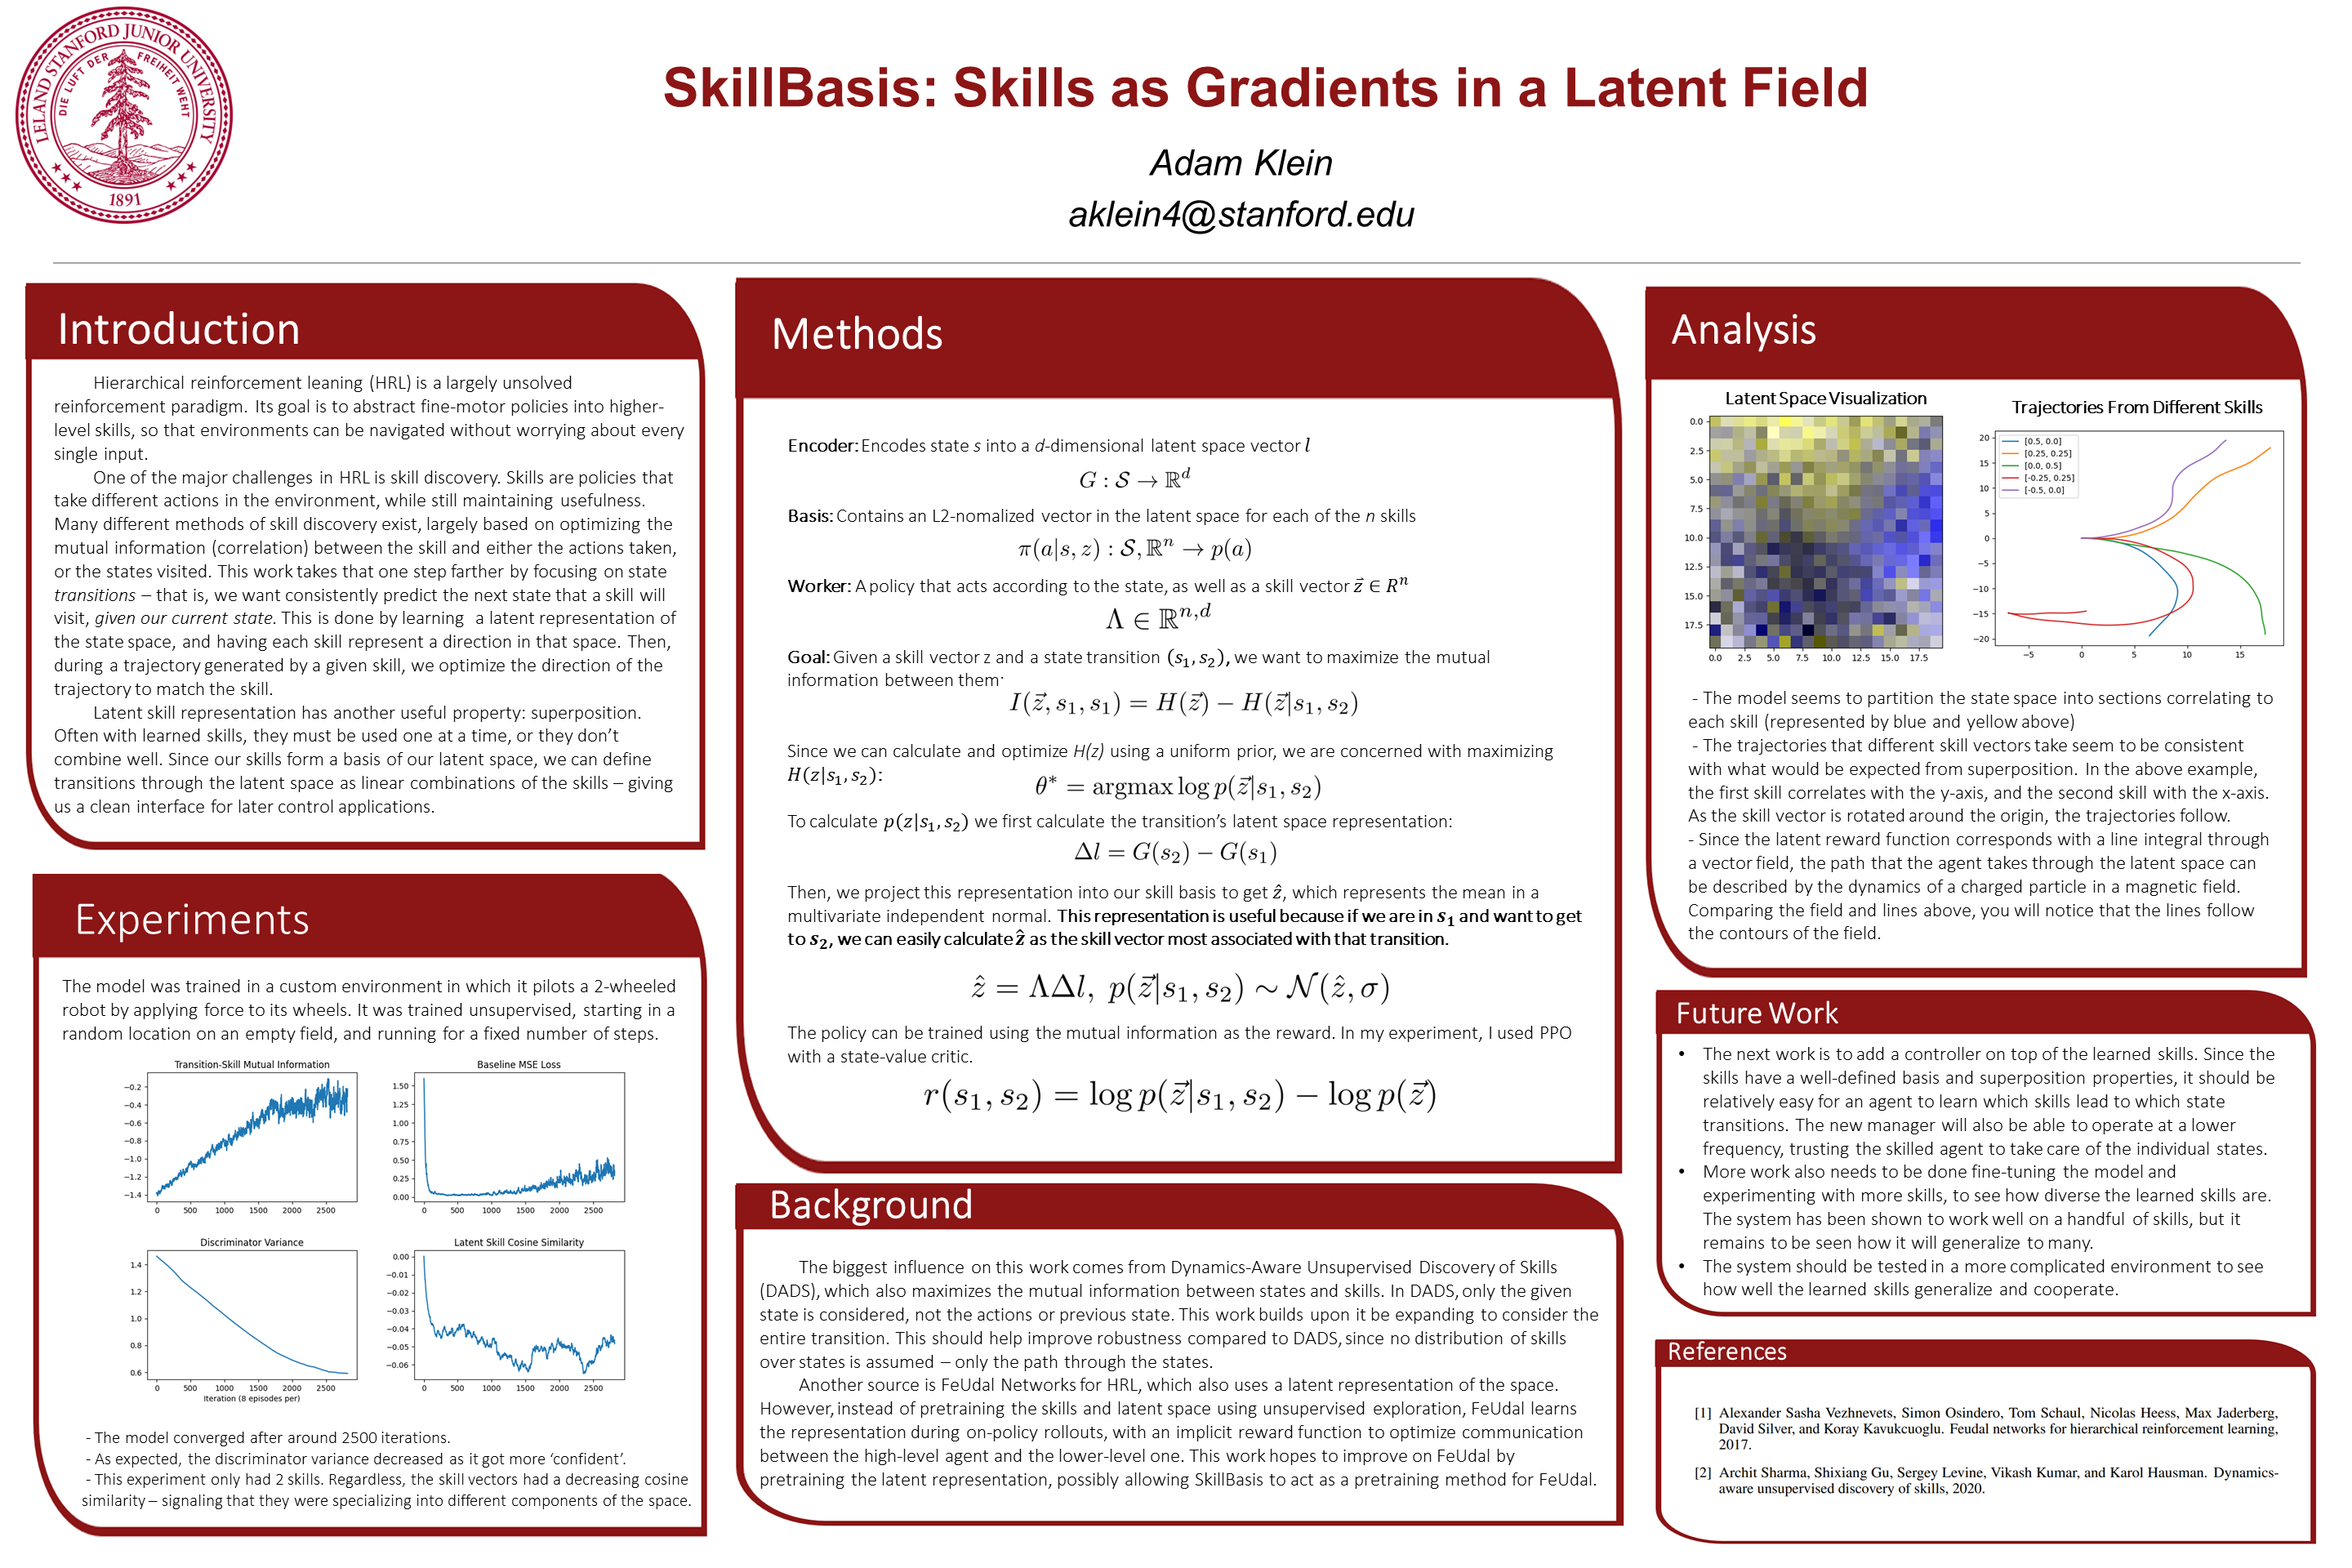 LELAND STANFORD JUNIOR UNIVERSITY
DIE LUFT DER FREIHEIT WEHT
1891
SkillBasis: Skills as Gradients in a Latent Field
Adam Klein
aklein4@stanford.edu
Introduction
Hierarchical reinforcement leaning (HRL) is a largely unsolved
reinforcement paradigm. Its goal is to abstract fine-motor policies into higher-
level skills, so that environments can be navigated without worrying about every
single input.
One of the major challenges in HRL is skill discovery. Skills are policies that
take different actions in the environment, while still maintaining usefulness.
Many different methods of skill discovery exist, largely based on optimizing the
mutual information (correlation) between the skill and either the actions taken,
or the states visited. This work takes that one step farther by focusing on state
transitions – that is, we want consistently predict the next state that a skill will
visit, given our current state. This is done by learning a latent representation of
the state space, and having each skill represent a direction in that space. Then,
during a trajectory generated by a given skill, we optimize the direction of the
trajectory to match the skill.
Latent skill representation has another useful property: superposition.
Often with learned skills, they must be used one at a time, or they don't
combine well. Since our skills form a basis of our latent space, we can define
transitions through the latent space as linear combinations of the skills – giving
us a clean interface for later control applications.
Experiments
The model was trained in a custom environment in which it pilots a 2-wheeled
robot by applying force to its wheels. It was trained unsupervised, starting in a
random location on an empty field, and running for a fixed number of steps.
Transition-Skill Mutual Information
−0.2
−0.4
−0.6
−0.8
−1.0
−1.2
−1.4
0 500 1000 1500 2000 2500
Baseline MSE Loss
1.50
1.25
1.00
0.75
0.50
0.25
0.00
0 500 1000 1500 2000 2500
Discriminator Variance
1.4
1.2
1.0
0.8
0.6
0 500 1000 1500 2000 2500
Iteration (8 episodes per)
Latent Skill Cosine Similarity
0.00
−0.01
−0.02
−0.03
−0.04
−0.05
−0.06
0 500 1000 1500 2000 2500
- The model converged after around 2500 iterations.
- As expected, the discriminator variance decreased as it got more 'confident'.
- This experiment only had 2 skills. Regardless, the skill vectors had a decreasing cosine
similarity – signaling that they were specializing into different components of the space.
Methods
Encoder: Encodes state s into a d-dimensional latent space vector l
G : 𝒮 → ℝ^d
Basis: Contains an L2-nomalized vector in the latent space for each of the n skills
π(a|s, z) : 𝒮, ℝ^n → p(a)
Worker: A policy that acts according to the state, as well as a skill vector z⃗ ∈ R^n
Λ ∈ ℝ^{n,d}
Goal: Given a skill vector z and a state transition (s₁, s₂), we want to maximize the mutual
information between them:
I(z⃗, s₁, s₁) = H(z⃗) − H(z⃗|s₁, s₂)
Since we can calculate and optimize H(z) using a uniform prior, we are concerned with maximizing
H(z|s₁, s₂):
θ* = argmax log p(z⃗|s₁, s₂)
To calculate p(z|s₁, s₂) we first calculate the transition's latent space representation:
Δl = G(s₂) − G(s₁)
Then, we project this representation into our skill basis to get ẑ, which represents the mean in a
multivariate independent normal. This representation is useful because if we are in s₁ and want to get
to s₂, we can easily calculate ẑ as the skill vector most associated with that transition.
ẑ = ΛΔl, p(z⃗|s₁, s₂) ∼ 𝒩(ẑ, σ)
The policy can be trained using the mutual information as the reward. In my experiment, I used PPO
with a state-value critic.
r(s₁, s₂) = log p(z⃗|s₁, s₂) − log p(z⃗)
Background
The biggest influence on this work comes from Dynamics-Aware Unsupervised Discovery of Skills
(DADS), which also maximizes the mutual information between states and skills. In DADS, only the given
state is considered, not the actions or previous state. This work builds upon it be expanding to consider the
entire transition. This should help improve robustness compared to DADS, since no distribution of skills
over states is assumed – only the path through the states.
Another source is FeUdal Networks for HRL, which also uses a latent representation of the space.
However, instead of pretraining the skills and latent space using unsupervised exploration, FeUdal learns
the representation during on-policy rollouts, with an implicit reward function to optimize communication
between the high-level agent and the lower-level one. This work hopes to improve on FeUdal by
pretraining the latent representation, possibly allowing SkillBasis to act as a pretraining method for FeUdal.
Analysis
Latent Space Visualization
0.0
2.5
5.0
7.5
10.0
12.5
15.0
17.5
0.0 2.5 5.0 7.5 10.0 12.5 15.0 17.5
Trajectories From Different Skills
[0.5, 0.0]
[0.25, 0.25]
[0.0, 0.5]
[-0.25, 0.25]
[-0.5, 0.0]
20
15
10
5
0
−5
−10
−15
−20
−5 0 5 10 15
- The model seems to partition the state space into sections correlating to
each skill (represented by blue and yellow above)
- The trajectories that different skill vectors take seem to be consistent
with what would be expected from superposition. In the above example,
the first skill correlates with the y-axis, and the second skill with the x-axis.
As the skill vector is rotated around the origin, the trajectories follow.
- Since the latent reward function corresponds with a line integral through
a vector field, the path that the agent takes through the latent space can
be described by the dynamics of a charged particle in a magnetic field.
Comparing the field and lines above, you will notice that the lines follow
the contours of the field.
Future Work
• The next work is to add a controller on top of the learned skills. Since the
skills have a well-defined basis and superposition properties, it should be
relatively easy for an agent to learn which skills lead to which state
transitions. The new manager will also be able to operate at a lower
frequency, trusting the skilled agent to take care of the individual states.
• More work also needs to be done fine-tuning the model and
experimenting with more skills, to see how diverse the learned skills are.
The system has been shown to work well on a handful of skills, but it
remains to be seen how it will generalize to many.
• The system should be tested in a more complicated environment to see
how well the learned skills generalize and cooperate.
References
[1] Alexander Sasha Vezhnevets, Simon Osindero, Tom Schaul, Nicolas Heess, Max Jaderberg,
David Silver, and Koray Kavukcuoglu. Feudal networks for hierarchical reinforcement learning,
2017.
[2] Archit Sharma, Shixiang Gu, Sergey Levine, Vikash Kumar, and Karol Hausman. Dynamics-
aware unsupervised discovery of skills, 2020.